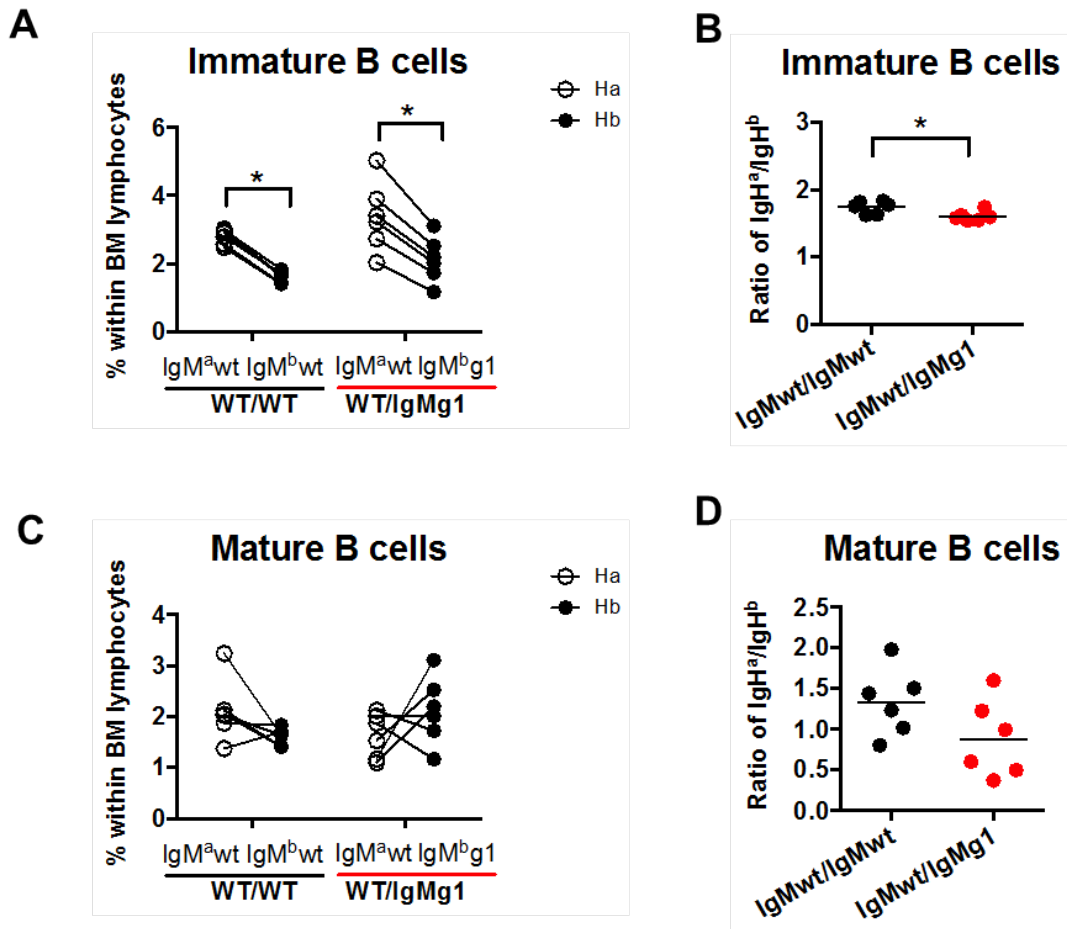 A
Immature B cells
Ha
Hb
*
*
% within BM lymphocytes
6
4
2
0
IgMᵃwt IgMᵇwt IgMᵃwt IgMᵇg1
WT/WT WT/IgMg1
B
Immature B cells
*
Ratio of IgHᵃ/IgHᵇ
3
2
1
0
IgMwt/IgMwt
IgMwt/IgMg1
C
Mature B cells
Ha
Hb
% within BM lymphocytes
4
3
2
1
0
IgMᵃwt IgMᵇwt IgMᵃwt IgMᵇg1
WT/WT WT/IgMg1
D
Mature B cells
Ratio of IgHᵃ/IgHᵇ
2.5
2.0
1.5
1.0
0.5
0.0
IgMwt/IgMwt
IgMwt/IgMg1